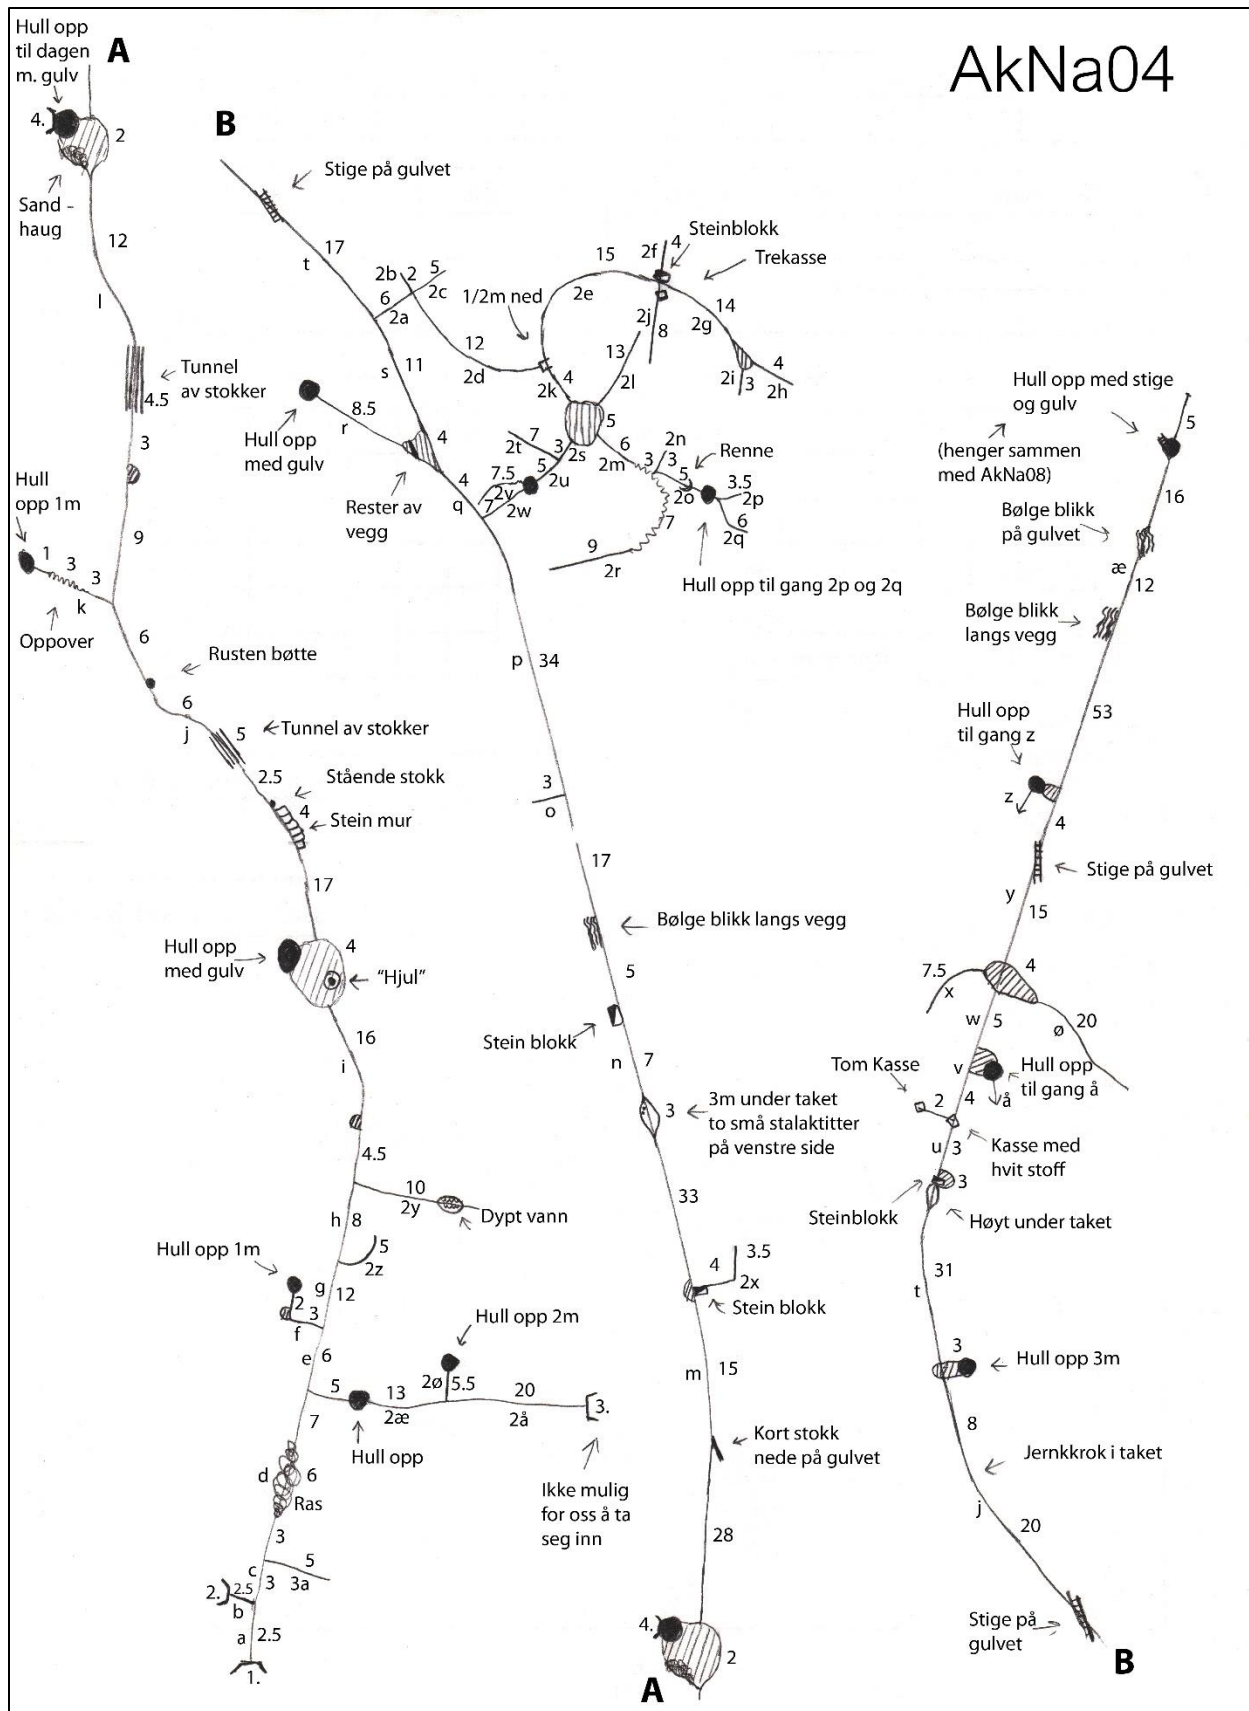 AkNa04
Hull opp
til dagen
m. gulv
A
4.
2
Sand -
haug
12
l
Tunnel
av stokker
4.5
3
Hull
opp 1m
9
1
3
3
k
Oppover
6
Rusten bøtte
6
j
5
Tunnel av stokker
2.5
Stående stokk
4
Stein mur
17
Hull opp
med gulv
4
“Hjul”
16
i
4.5
10
2y
Dypt vann
h
8
5
2z
Hull opp 1m
g
12
2
3
f
e
6
Hull opp 2m
5
13
2æ
2ø
5.5
20
2å
3.
Hull opp
Ikke mulig
for oss å ta
seg inn
7
d
6
Ras
3
c
5
3
3a
2.
2.5
b
a
2.5
1.
B
Stige på gulvet
17
t
2b
2
5
2c
6
2a
1/2m ned
15
2e
2f
4
Steinblokk
Trekasse
14
2g
2j
8
4
2h
2i
3
12
2d
13
2l
4
2k
11
s
8.5
r
Hull opp
med gulv
4
Rester av
vegg
5
7
2t
3
2s
6
2m
2n
3
3
Renne
5
2o
3.5
2p
6
2q
5
2u
7.5
2v
7
2w
4
q
7
9
2r
Hull opp til gang 2p og 2q
p
34
3
o
17
Bølge blikk langs vegg
5
Stein blokk
n
7
3
3m under taket
to små stalaktitter
på venstre side
33
4
3.5
2x
Stein blokk
m
15
Kort stokk
nede på gulvet
28
4.
2
A
Hull opp med stige
og gulv
(henger sammen
med AkNa08)
5
16
Bølge blikk
på gulvet
æ
12
Bølge blikk
langs vegg
53
Hull opp
til gang z
z
4
Stige på gulvet
y
15
7.5
x
4
w
5
20
ø
Tom Kasse
v
Hull opp
til gang å
å
2
4
u
3
Kasse med
hvit stoff
3
Steinblokk
Høyt under taket
31
t
3
Hull opp 3m
8
Jernkkrok i taket
j
20
Stige på
gulvet
B